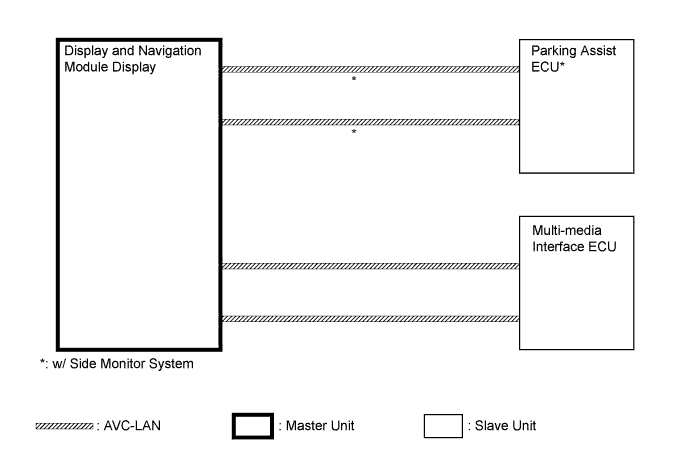 Display and Navigation
Module Display
Parking Assist
ECU*
*
*
Multi-media
Interface ECU
*: w/ Side Monitor System
: AVC-LAN
: Master Unit
: Slave Unit